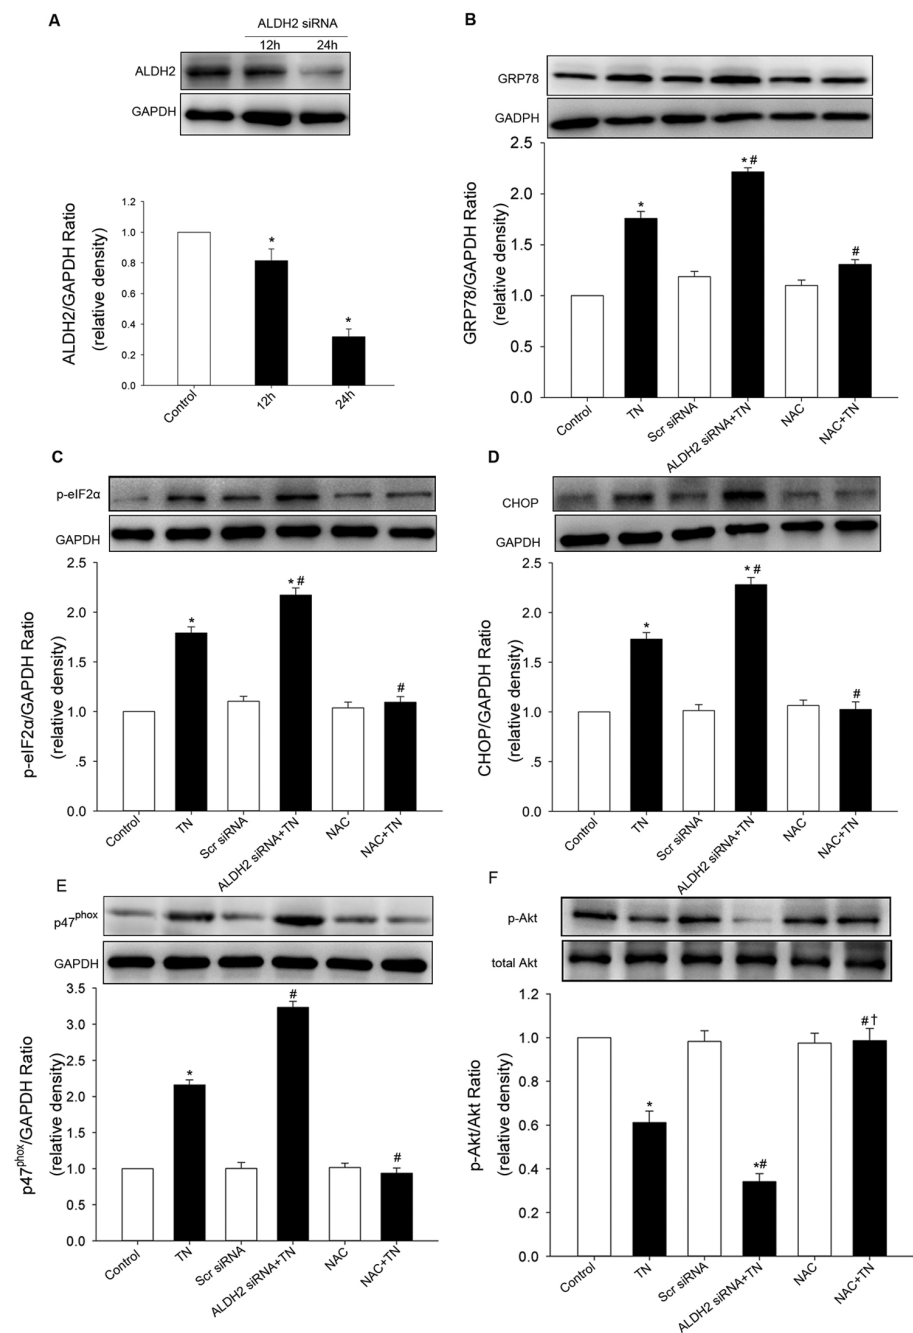 A
ALDH2 siRNA
12h 24h
ALDH2
GAPDH
ALDH2/GAPDH Ratio
(relative density)
1.2
1.0
0.8
0.6
0.4
0.2
0.0
*
*
Control
12h
24h
B
GRP78
GADPH
GRP78/GAPDH Ratio
(relative density)
2.5
2.0
1.5
1.0
0.5
0.0
*
*#
#
Control
TN
Scr siRNA
ALDH2 siRNA+TN
NAC
NAC+TN
C
p-eIF2α
GAPDH
p-eIF2α/GAPDH Ratio
(relative density)
2.5
2.0
1.5
1.0
0.5
0.0
*
*#
#
Control
TN
Scr siRNA
ALDH2 siRNA+TN
NAC
NAC+TN
D
CHOP
GAPDH
CHOP/GAPDH Ratio
(relative density)
2.5
2.0
1.5
1.0
0.5
0.0
*
*#
#
Control
TN
Scr siRNA
ALDH2 siRNA+TN
NAC
NAC+TN
E
p47phox
GAPDH
p47phox/GAPDH Ratio
(relative density)
3.5
3.0
2.5
2.0
1.5
1.0
0.5
0.0
*
#
#
Control
TN
Scr siRNA
ALDH2 siRNA+TN
NAC
NAC+TN
F
p-Akt
total Akt
p-Akt/Akt Ratio
(relative density)
1.2
1.0
0.8
0.6
0.4
0.2
0.0
*
*#
#†
Control
TN
Scr siRNA
ALDH2 siRNA+TN
NAC
NAC+TN